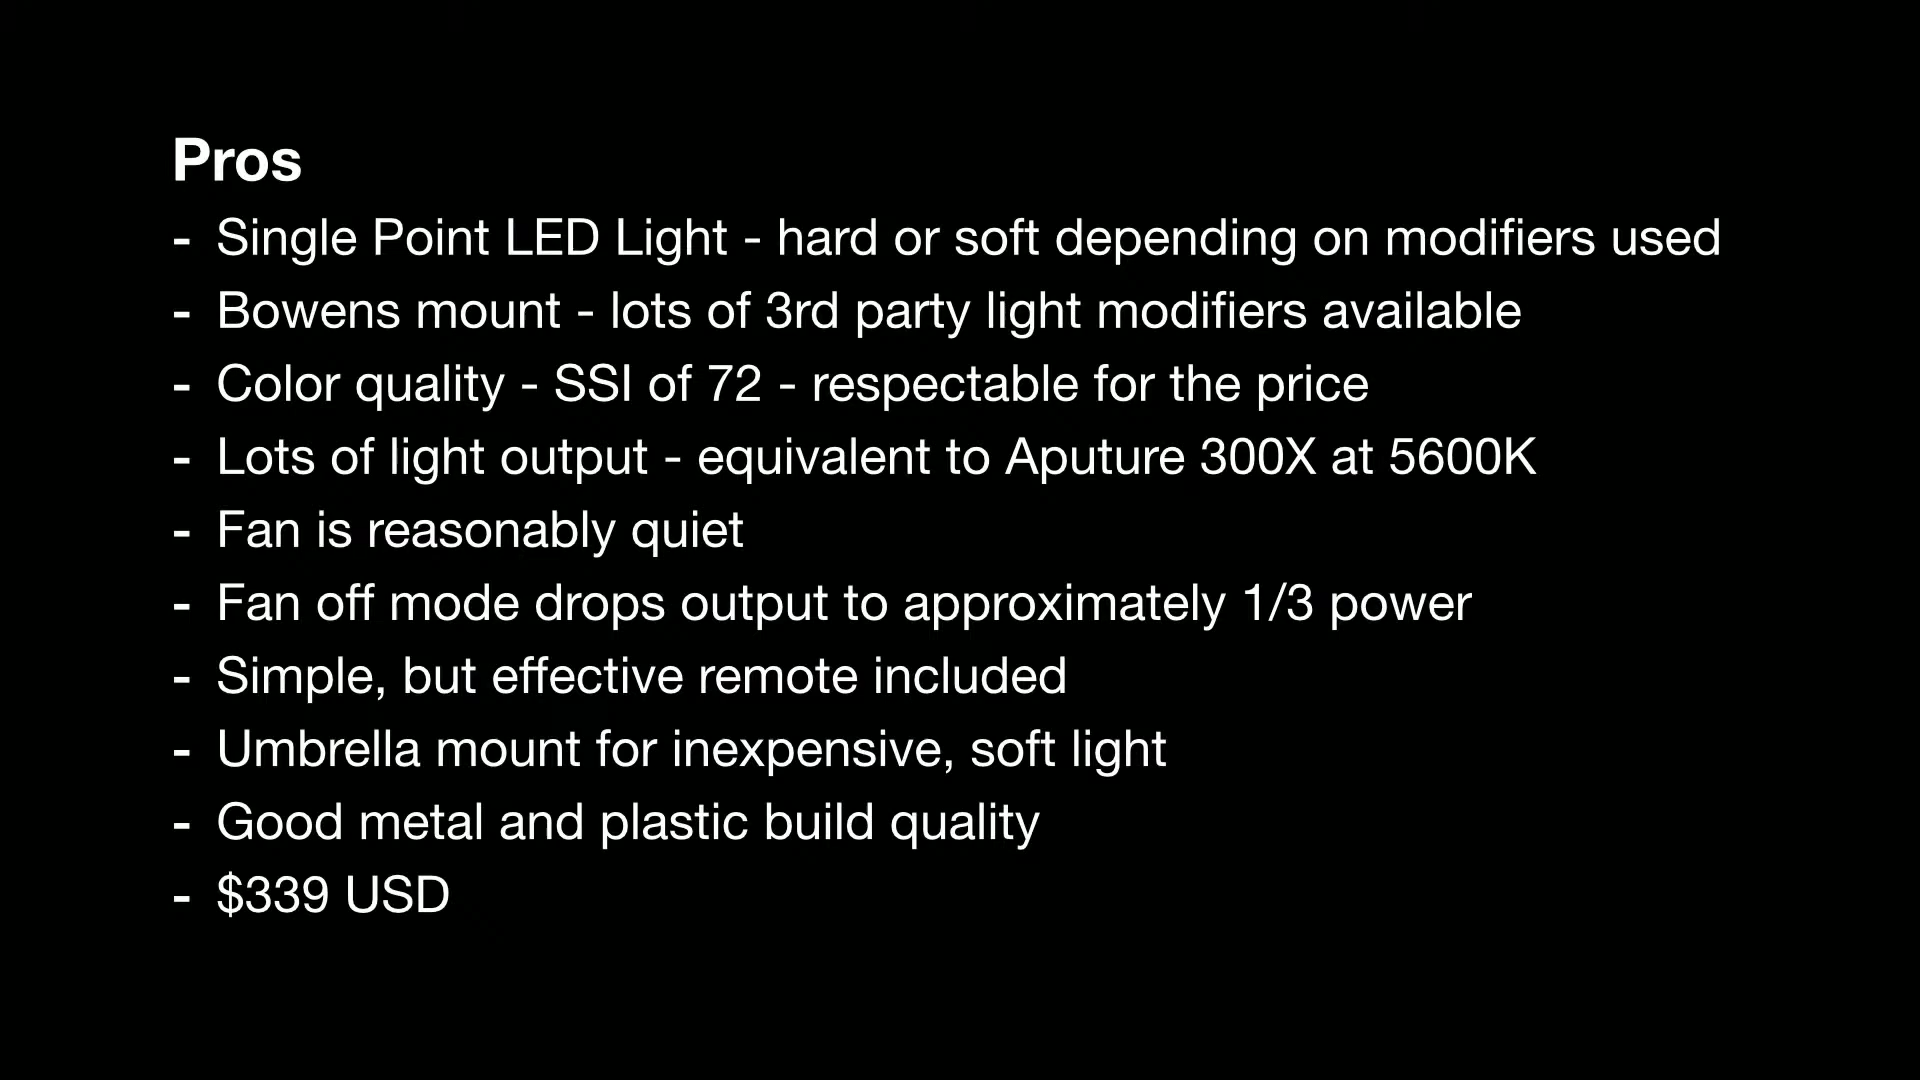 Pros
- Single Point LED Light - hard or soft depending on modifiers used
- Bowens mount - lots of 3rd party light modifiers available
- Color quality - SSI of 72 - respectable for the price
- Lots of light output - equivalent to Aputure 300X at 5600K
- Fan is reasonably quiet
- Fan off mode drops output to approximately 1/3 power
- Simple, but effective remote included
- Umbrella mount for inexpensive, soft light
- Good metal and plastic build quality
- $339 USD